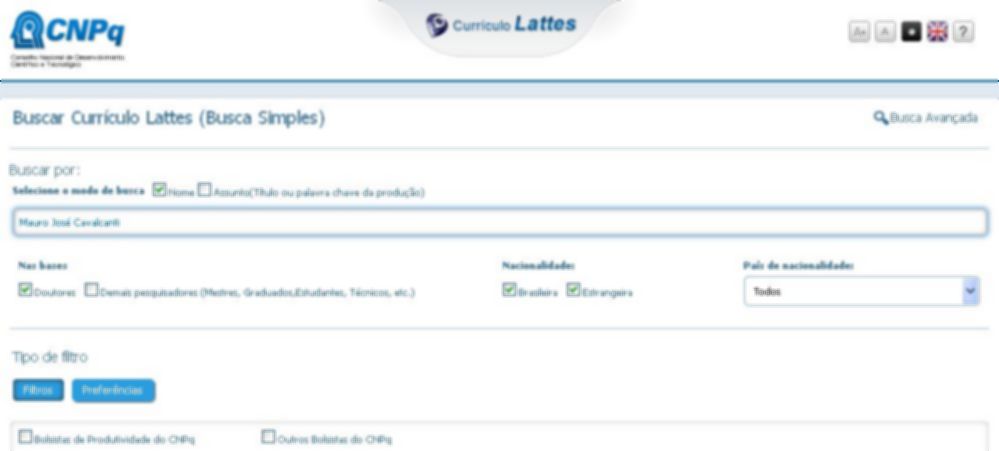 CNPq
Conselho Nacional de Desenvolvimento
Científico e Tecnológico
Currículo Lattes
A+ A ?
Buscar Currículo Lattes (Busca Simples)
Busca Avançada
Buscar por:
Selecione o modo de busca Nome Assunto(Título ou palavra chave da produção)
Mauro José Cavalcanti
Nas bases
Nacionalidade:
País de nacionalidade:
Doutores Demais pesquisadores (Mestres, Graduados,Estudantes, Técnicos, etc.)
Brasileira Estrangeira
Todos
Tipo de filtro
Filtros Preferências
Bolsistas de Produtividade do CNPq Outros Bolsistas do CNPq